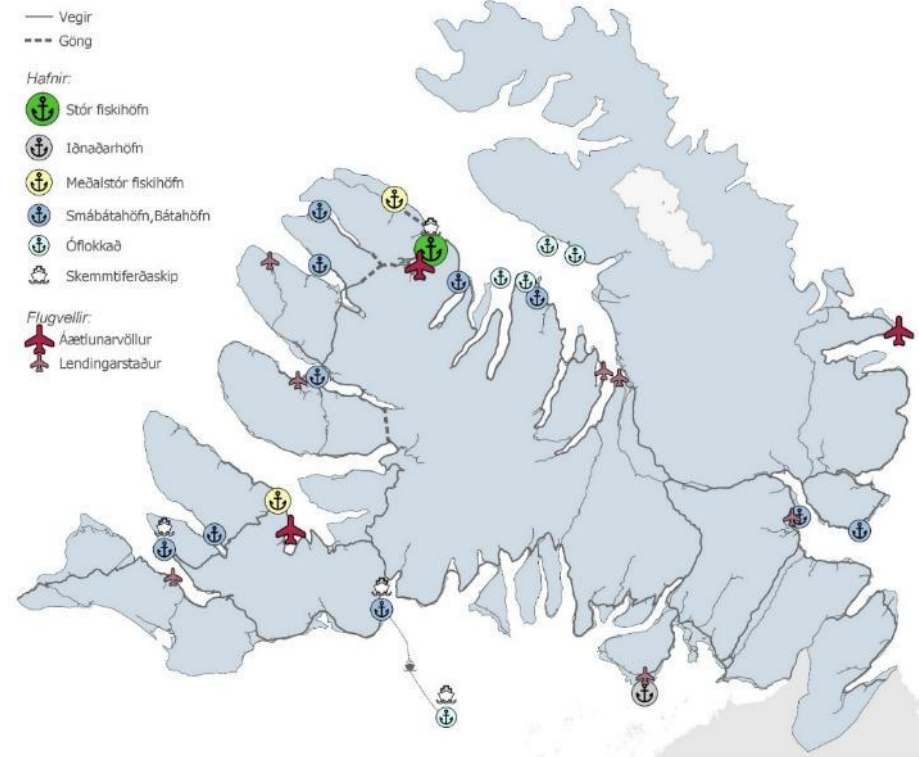 Vegir
Göng
Hafnir:
Stór fiskihöfn
Iðnaðarhöfn
Meðalstór fiskihöfn
Smábátahöfn,Bátahöfn
Óflokkað
Skemmtiferðaskip
Flugvellir:
Áætlunarvöllur
Lendingarstaður